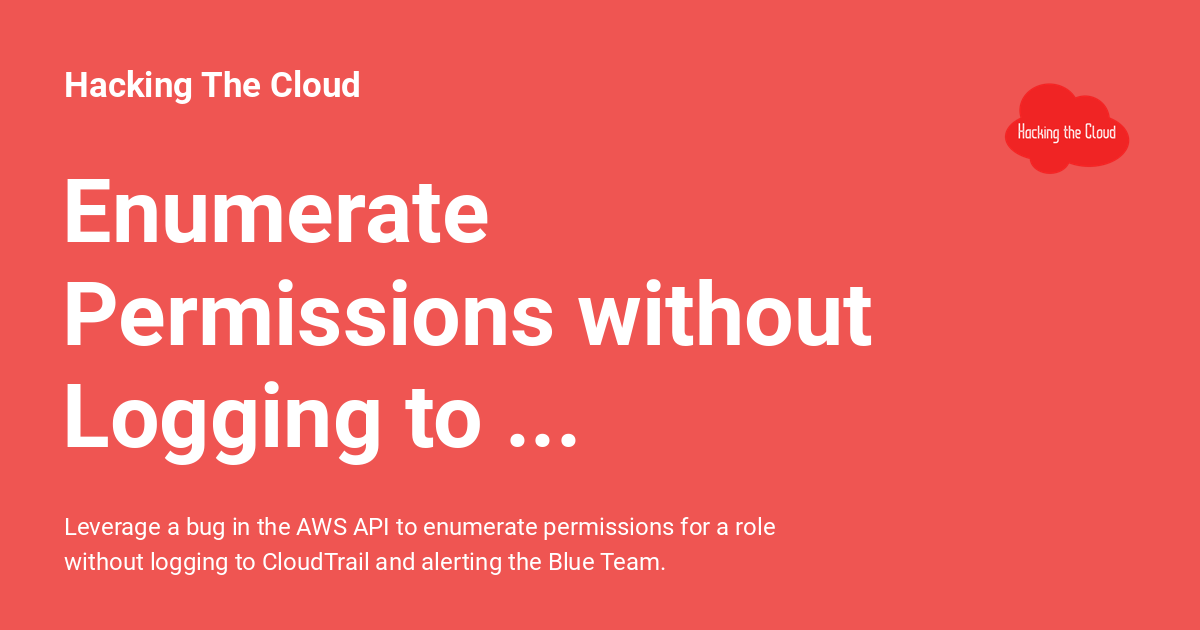 Hacking The Cloud
Hacking the Cloud
Enumerate
Permissions without
Logging to ...
Leverage a bug in the AWS API to enumerate permissions for a role
without logging to CloudTrail and alerting the Blue Team.